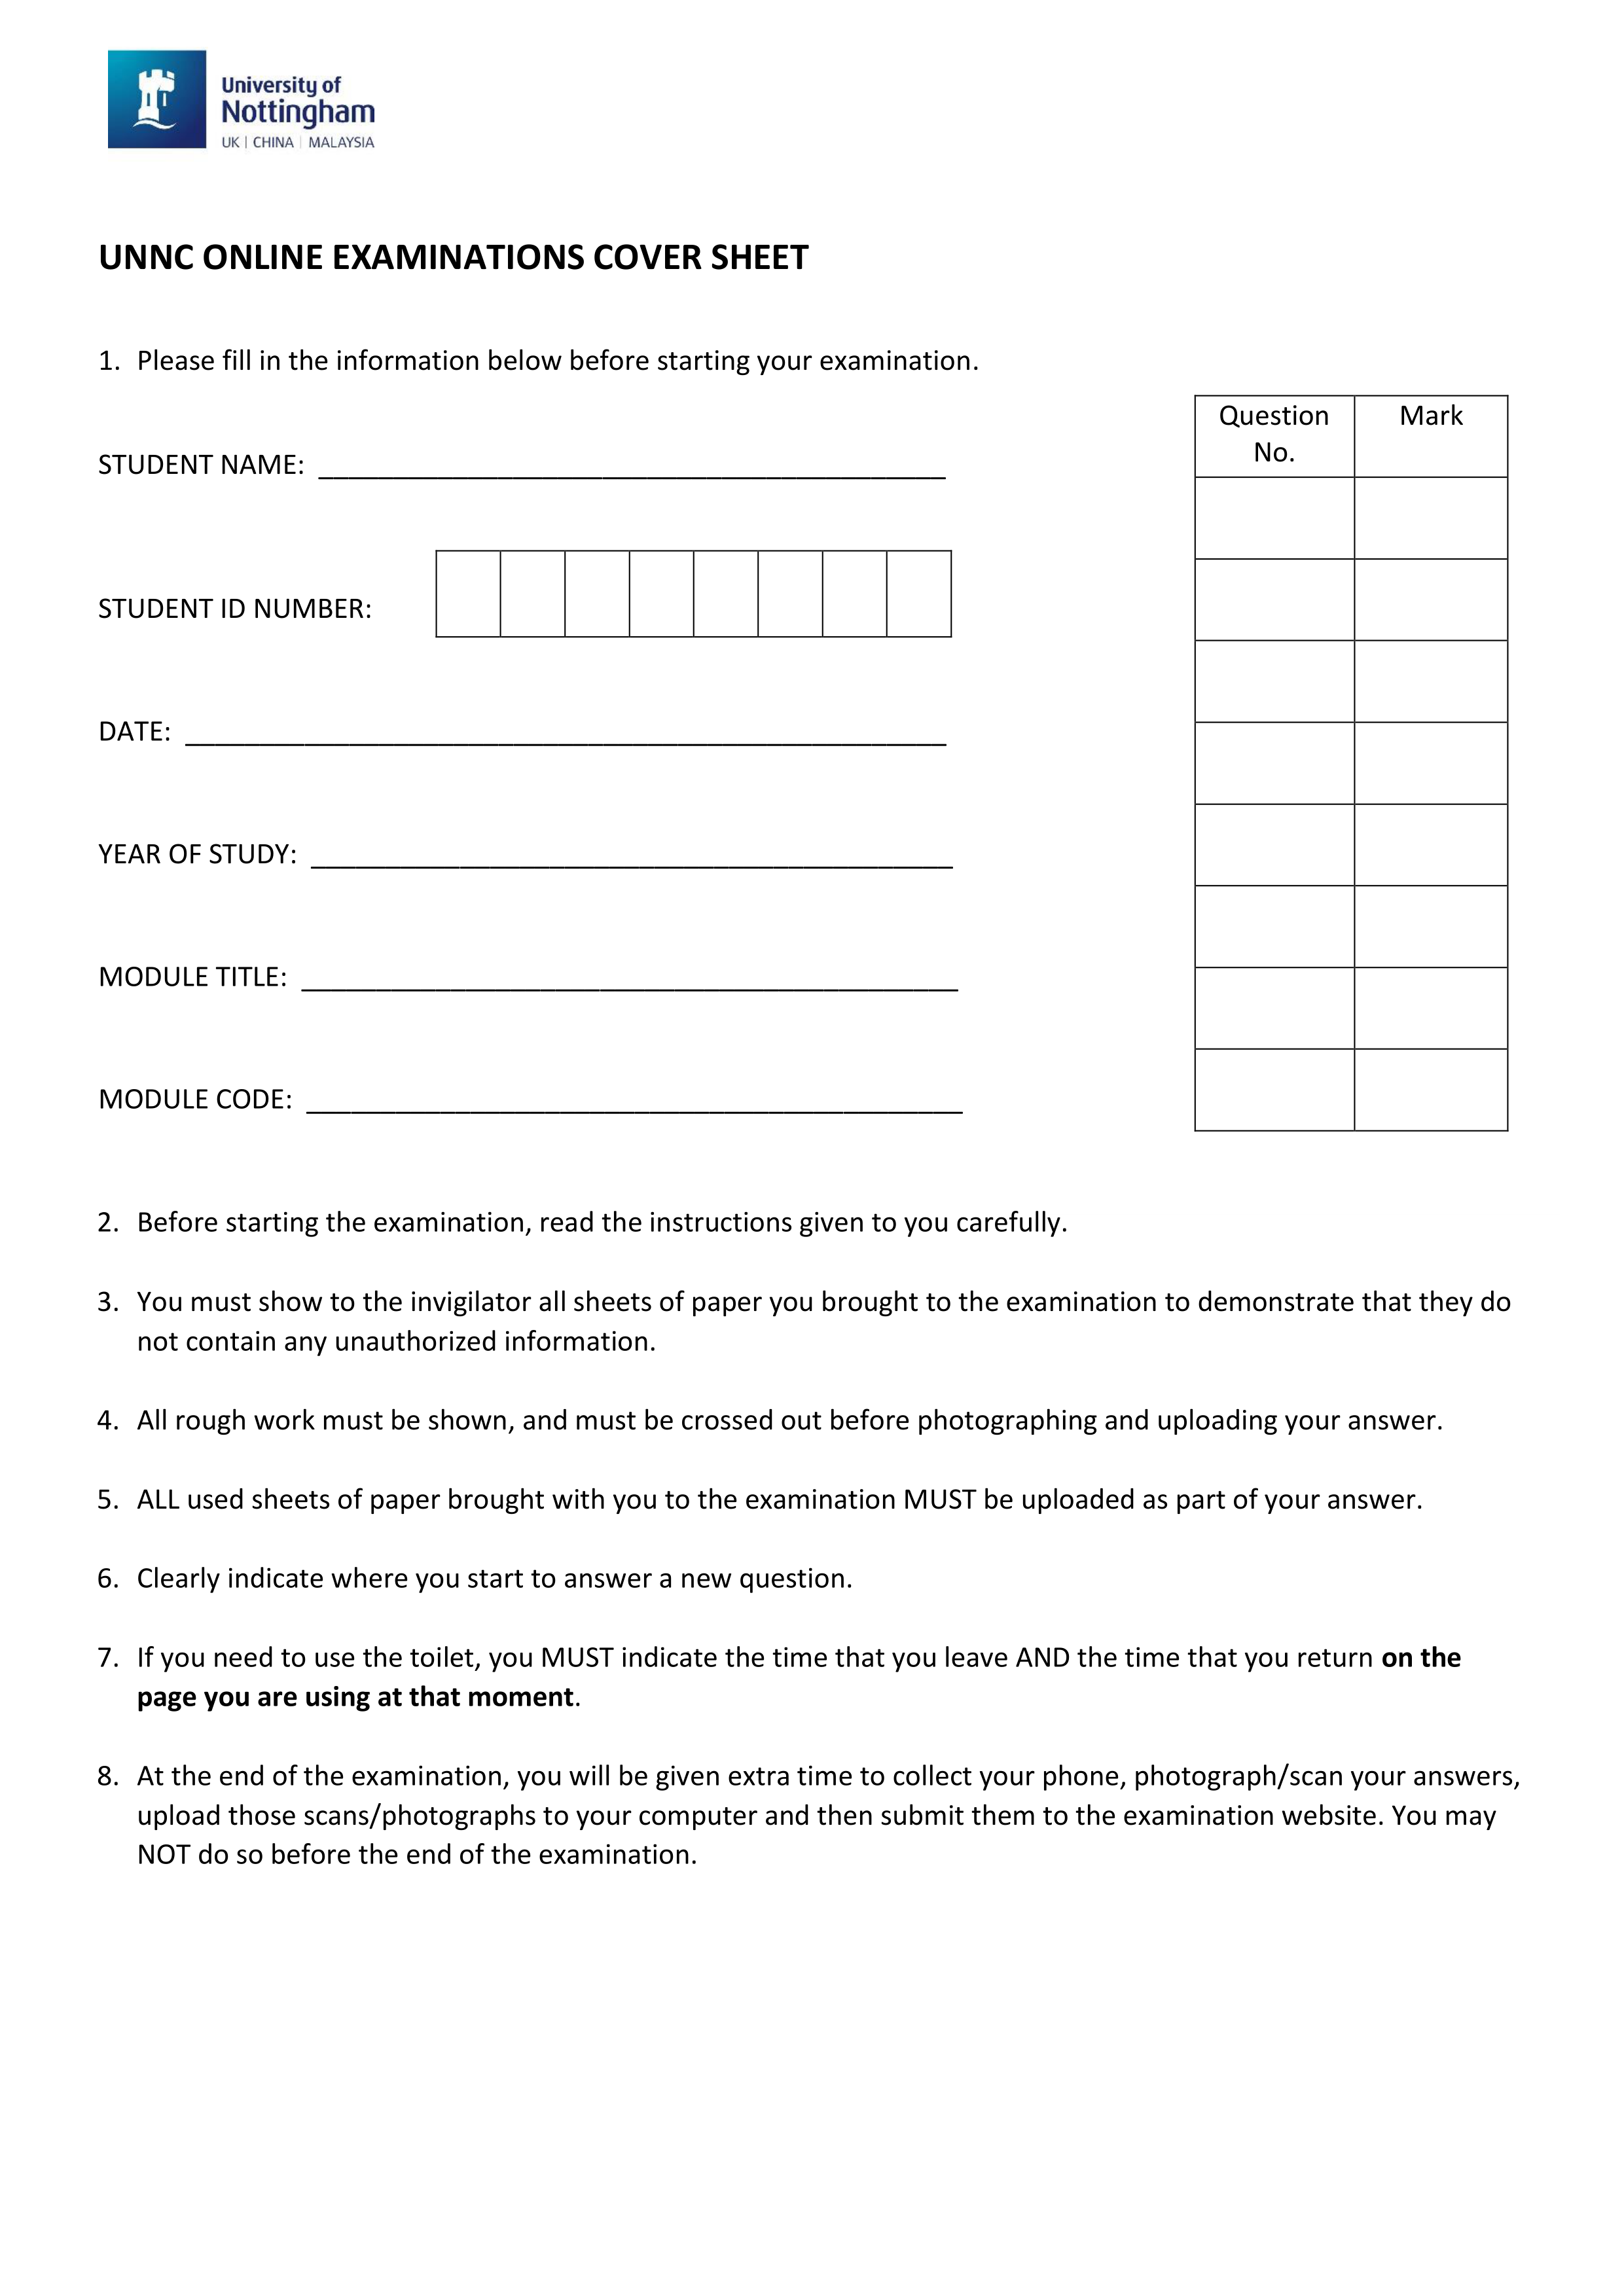 University of
Nottingham
UK | CHINA | MALAYSIA
UNNC ONLINE EXAMINATIONS COVER SHEET
1. Please fill in the information below before starting your examination.
Question No. Mark
STUDENT NAME:
STUDENT ID NUMBER:
DATE:
YEAR OF STUDY:
MODULE TITLE:
MODULE CODE:
2. Before starting the examination, read the instructions given to you carefully.
3. You must show to the invigilator all sheets of paper you brought to the examination to demonstrate that they do
not contain any unauthorized information.
4. All rough work must be shown, and must be crossed out before photographing and uploading your answer.
5. ALL used sheets of paper brought with you to the examination MUST be uploaded as part of your answer.
6. Clearly indicate where you start to answer a new question.
7. If you need to use the toilet, you MUST indicate the time that you leave AND the time that you return on the
page you are using at that moment.
8. At the end of the examination, you will be given extra time to collect your phone, photograph/scan your answers,
upload those scans/photographs to your computer and then submit them to the examination website. You may
NOT do so before the end of the examination.